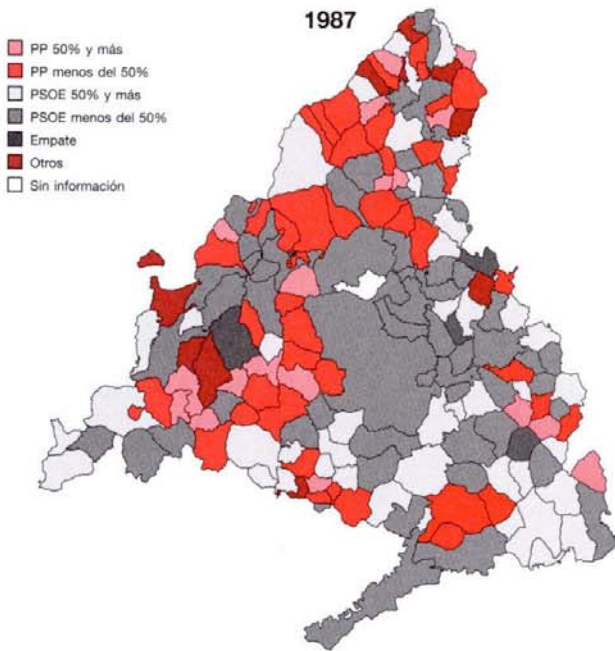 1987
PP 50% y más
PP menos del 50%
PSOE 50% y más
PSOE menos del 50%
Empate
Otros
Sin información